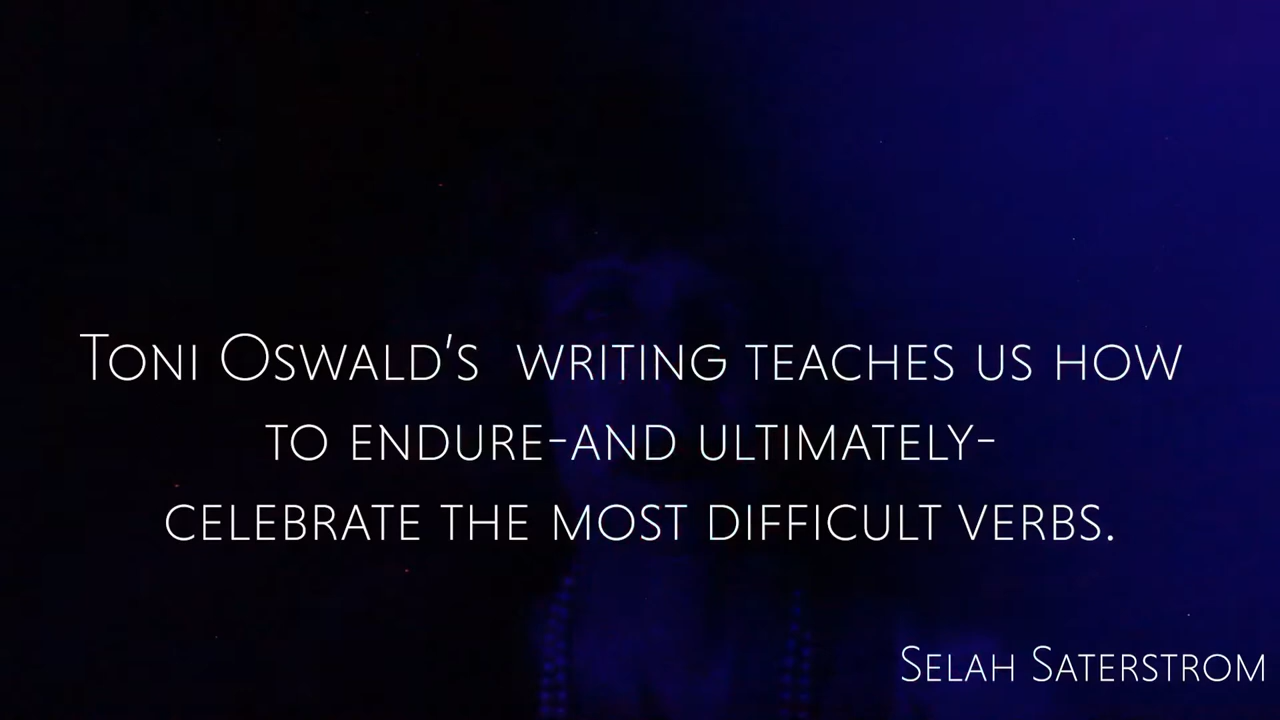 Toni Oswald's writing teaches us how
to endure-and ultimately-
celebrate the most difficult verbs.
Selah Saterstrom